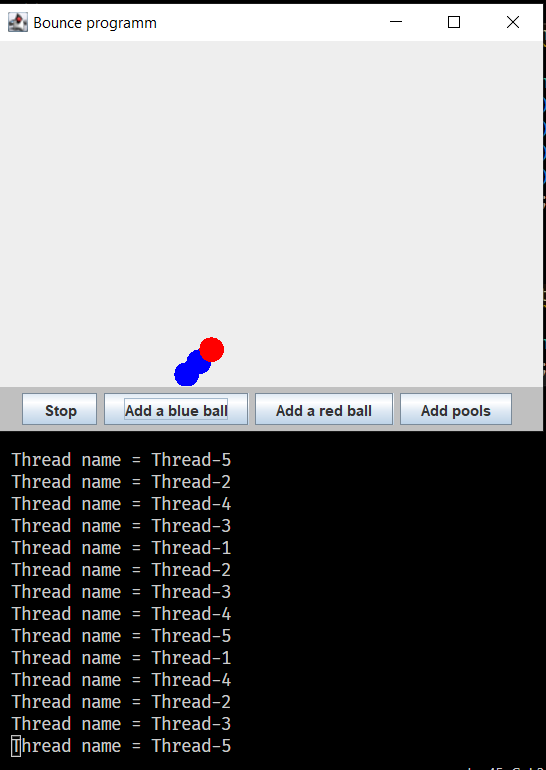 Bounce programm
Stop Add a blue ball Add a red ball Add pools
Thread name = Thread-5
Thread name = Thread-2
Thread name = Thread-4
Thread name = Thread-3
Thread name = Thread-1
Thread name = Thread-2
Thread name = Thread-3
Thread name = Thread-4
Thread name = Thread-5
Thread name = Thread-1
Thread name = Thread-4
Thread name = Thread-2
Thread name = Thread-3
Thread name = Thread-5